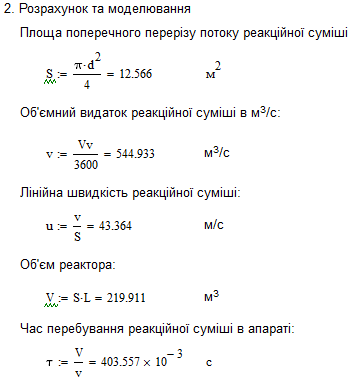 2. Розрахунок та моделювання
Площа поперечного перерізу потоку реакційної суміші
S := π·d² / 4 = 12.566 м²
Об'ємний видаток реакційної суміші в м³/с:
v := Vv / 3600 = 544.933 м³/с
Лінійна швидкість реакційної суміші:
u := v / S = 43.364 м/с
Об'єм реактора:
V := S·L = 219.911 м³
Час перебування реакційної суміші в апараті:
τ := V / v = 403.557 × 10⁻³ с